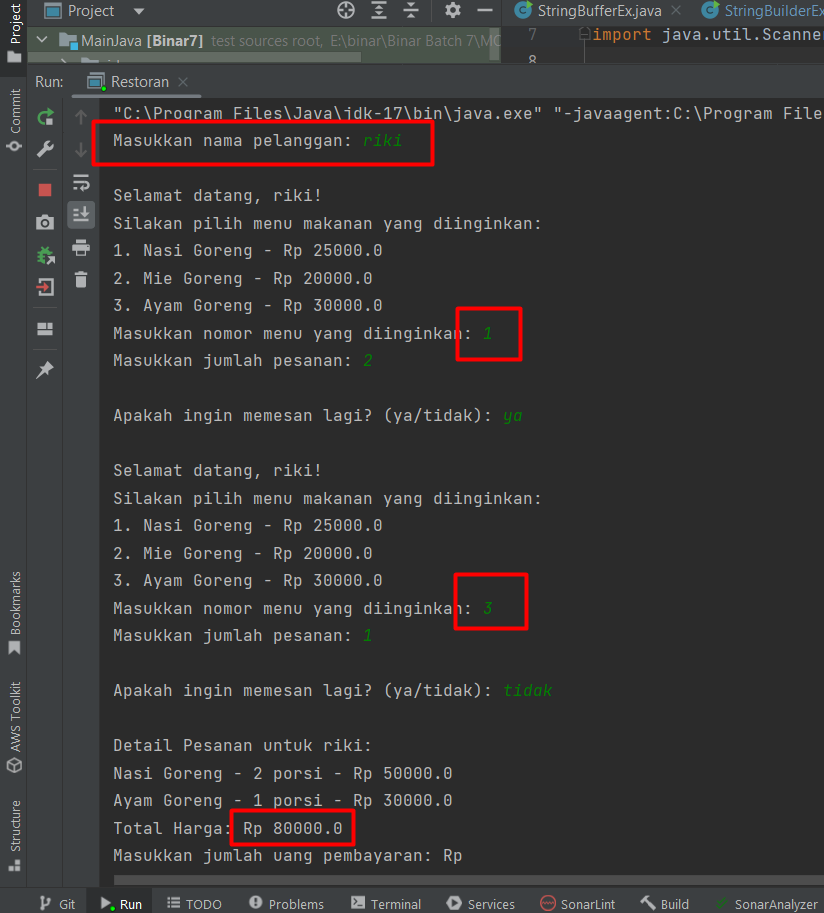 Project
StringBufferEx.java
StringBuilderEx
MainJava [Binar7] test sources root, E:\binar\Binar Batch 7\MC
7
import java.util.Scanner
8
Run: Restoran
"C:\Program Files\Java\jdk-17\bin\java.exe" "-javaagent:C:\Program File
Masukkan nama pelanggan: riki
Selamat datang, riki!
Silakan pilih menu makanan yang diinginkan:
1. Nasi Goreng - Rp 25000.0
2. Mie Goreng - Rp 20000.0
3. Ayam Goreng - Rp 30000.0
Masukkan nomor menu yang diinginkan: 1
Masukkan jumlah pesanan: 2
Apakah ingin memesan lagi? (ya/tidak): ya
Selamat datang, riki!
Silakan pilih menu makanan yang diinginkan:
1. Nasi Goreng - Rp 25000.0
2. Mie Goreng - Rp 20000.0
3. Ayam Goreng - Rp 30000.0
Masukkan nomor menu yang diinginkan: 3
Masukkan jumlah pesanan: 1
Apakah ingin memesan lagi? (ya/tidak): tidak
Detail Pesanan untuk riki:
Nasi Goreng - 2 porsi - Rp 50000.0
Ayam Goreng - 1 porsi - Rp 30000.0
Total Harga: Rp 80000.0
Masukkan jumlah uang pembayaran: Rp
Project
Commit
Bookmarks
AWS Toolkit
Structure
Git
Run
TODO
Problems
Terminal
Services
SonarLint
Build
SonarAnalyzer